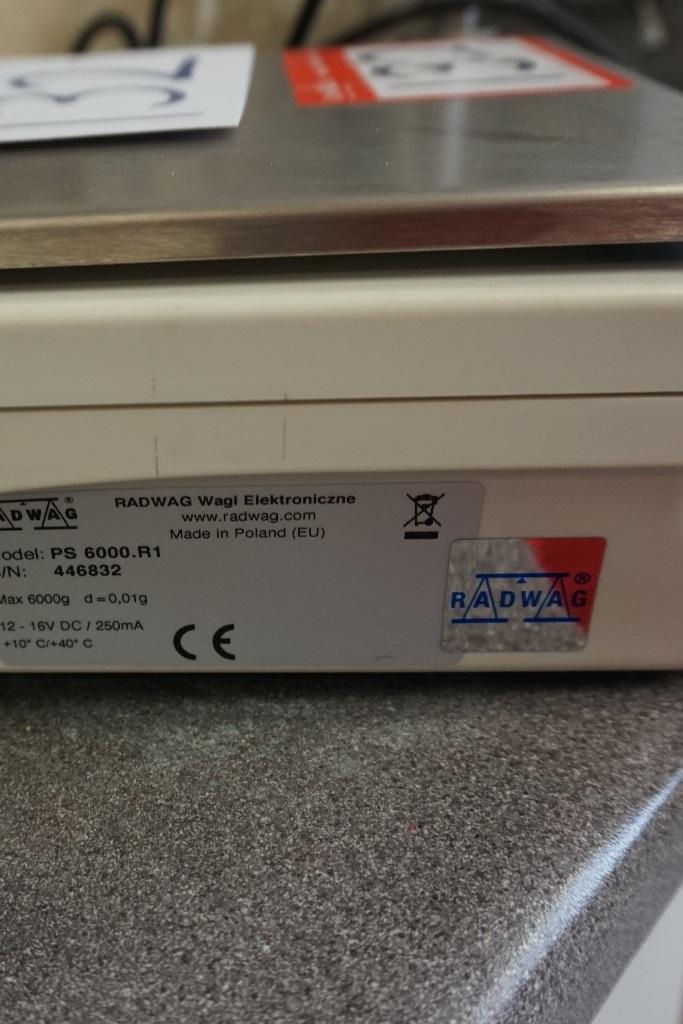 RADWAG Wagi Elektroniczne
www.radwag.com
Made in Poland (EU)
ADWAG®
odel: PS 6000.R1
/N: 446832
Max 6000g d=0,01g
12 - 16V DC / 250mA
+10° C/+40° C
CE
RADWAG®